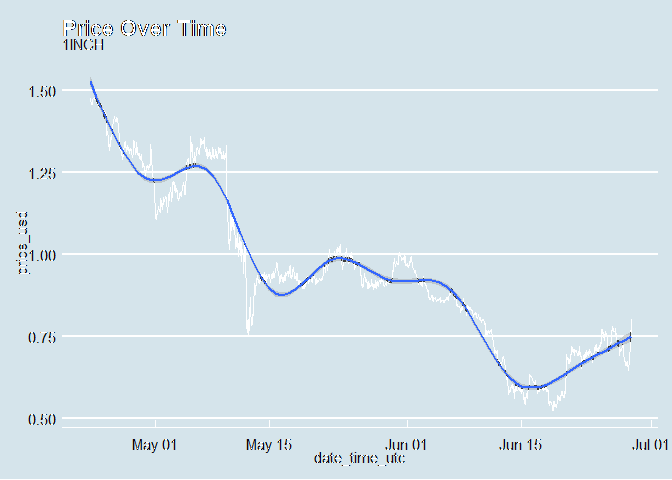 Price Over Time
1INCH
1.50
1.25
1.00
0.75
0.50
price_usd
May 01
May 15
Jun 01
Jun 15
Jul 01
date_time_utc